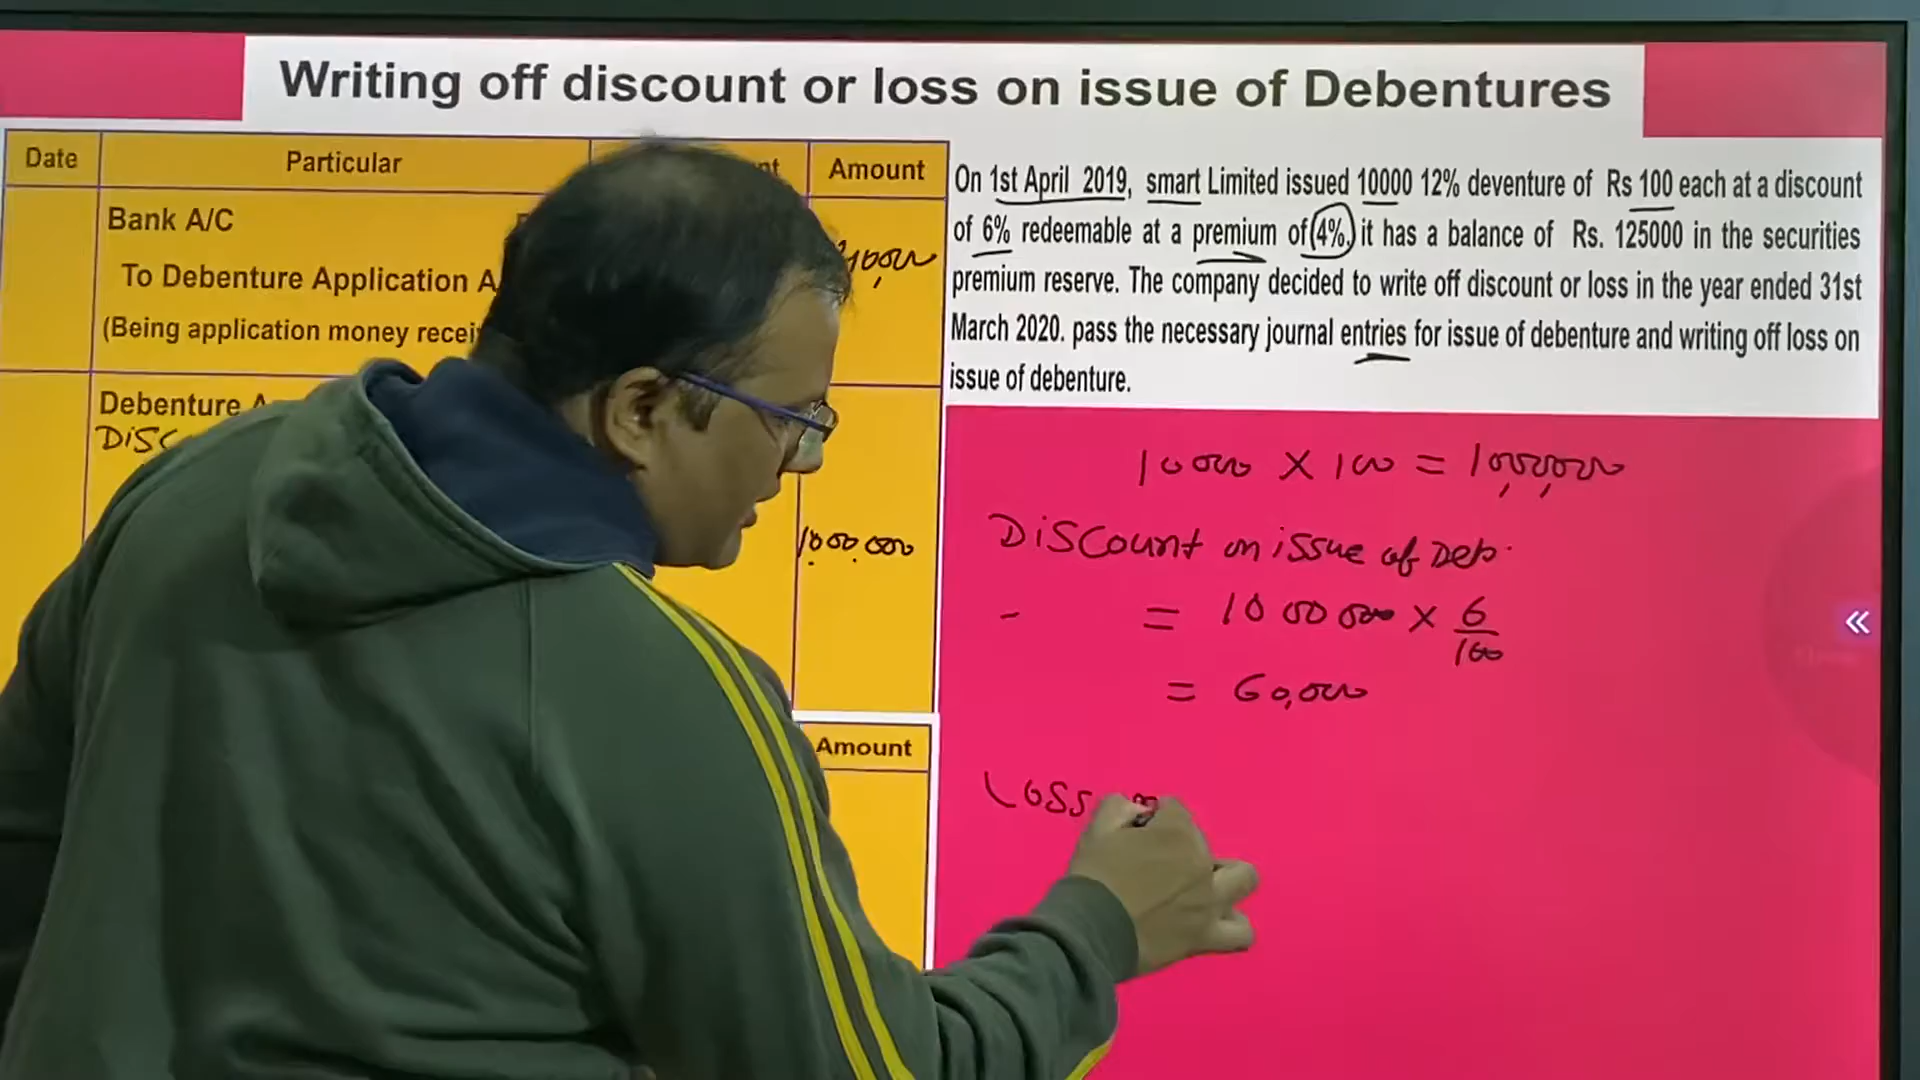 Writing off discount or loss on issue of Debentures
Date Particular Amount
Bank A/C
To Debenture Application
(Being application money
Debenture
1000,000
Amount
On 1st April 2019, smart Limited issued 10000 12% deventure of Rs 100 each at a discount
of 6% redeemable at a premium of 4%, it has a balance of Rs. 125000 in the securities
premium reserve. The company decided to write off discount or loss in the year ended 31st
March 2020. pass the necessary journal entries for issue of debenture and writing off loss on
issue of debenture.
10000 X 100 = 10,00,000
Discount on issue of Deb.
= 1000000 × 6/100
= 60,000
Loss